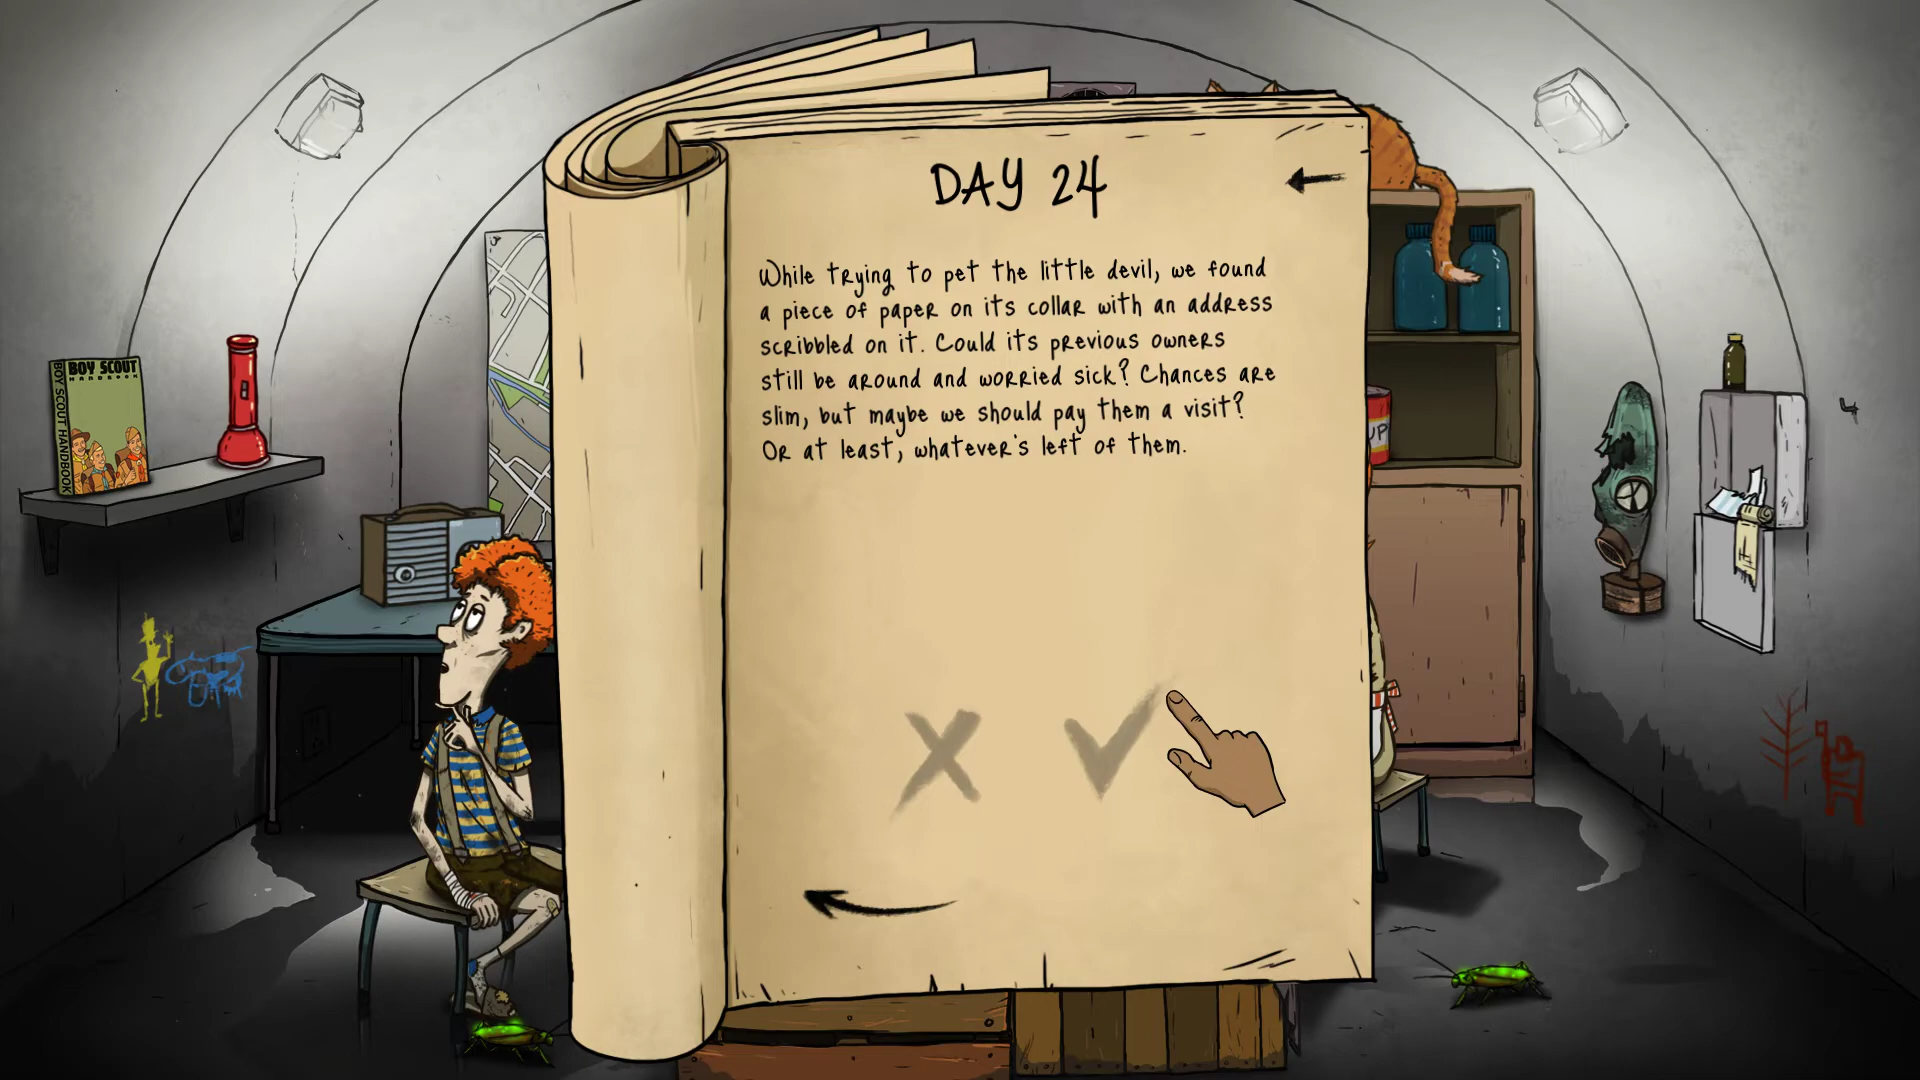 DAY 24
While trying to pet the little devil, we found
a piece of paper on its collar with an address
scribbled on it. Could its previous owners
still be around and worried sick? Chances are
slim, but maybe we should pay them a visit?
Or at least, whatever's left of them.
BOY SCOUT
HANDBOOK
BOY SCOUT HANDBOOK
UP